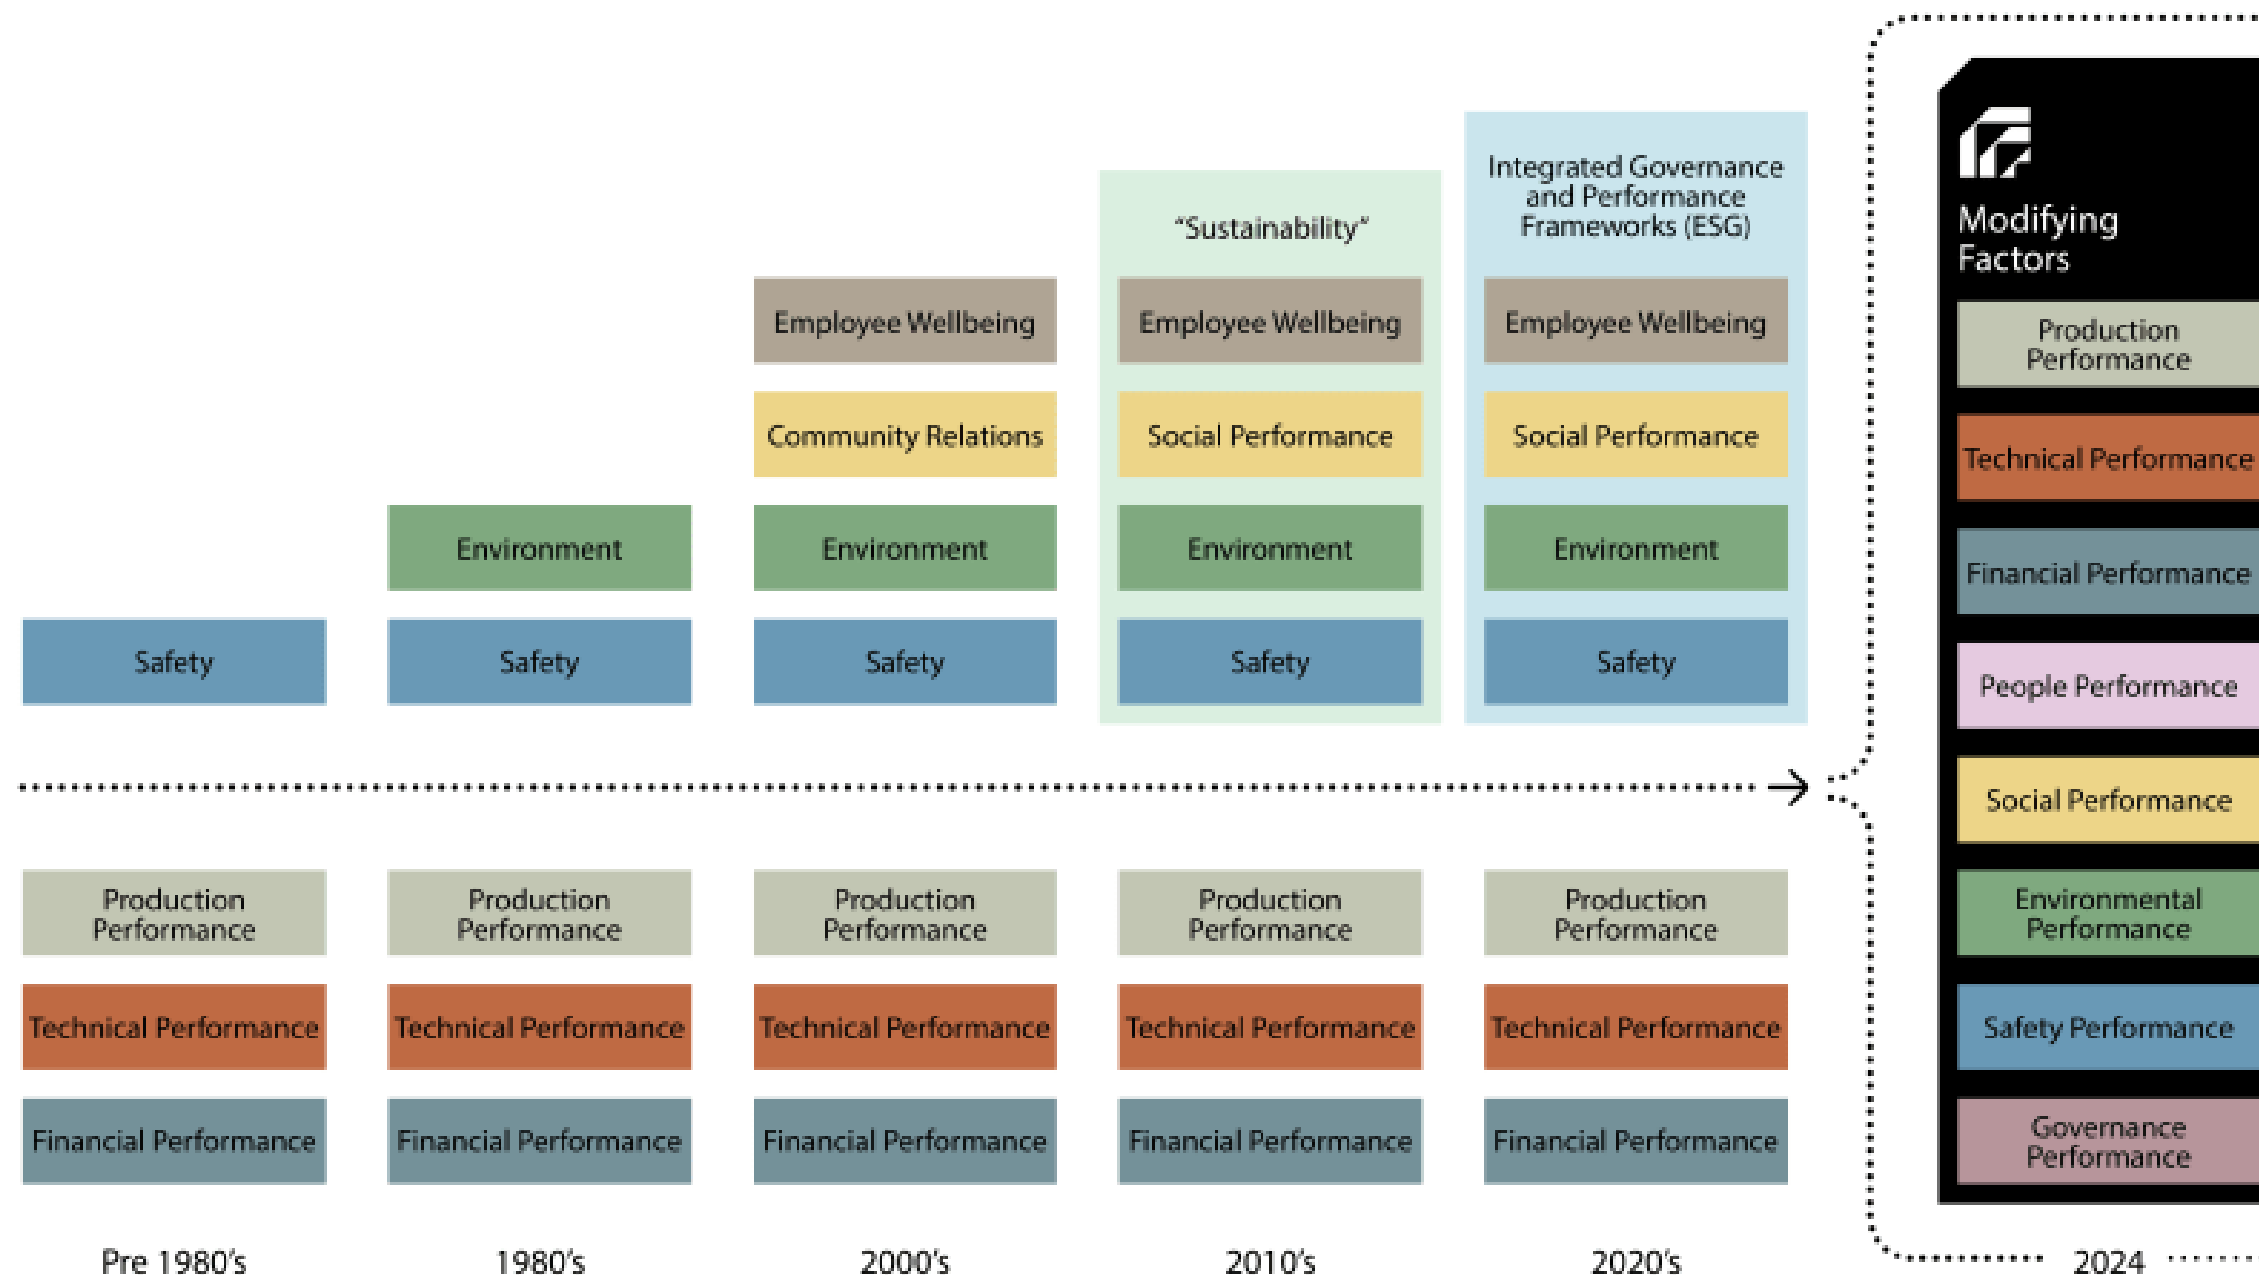 Integrated Governance
and Performance
Frameworks (ESG)
"Sustainability"
Employee Wellbeing
Employee Wellbeing
Employee Wellbeing
Community Relations
Social Performance
Social Performance
Environment
Environment
Environment
Environment
Safety
Safety
Safety
Safety
Safety
Production
Performance
Production
Performance
Production
Performance
Production
Performance
Production
Performance
Technical Performance
Technical Performance
Technical Performance
Technical Performance
Technical Performance
Financial Performance
Financial Performance
Financial Performance
Financial Performance
Financial Performance
Pre 1980's
1980's
2000's
2010's
2020's
Modifying
Factors
Production
Performance
Technical Performance
Financial Performance
People Performance
Social Performance
Environmental
Performance
Safety Performance
Governance
Performance
2024